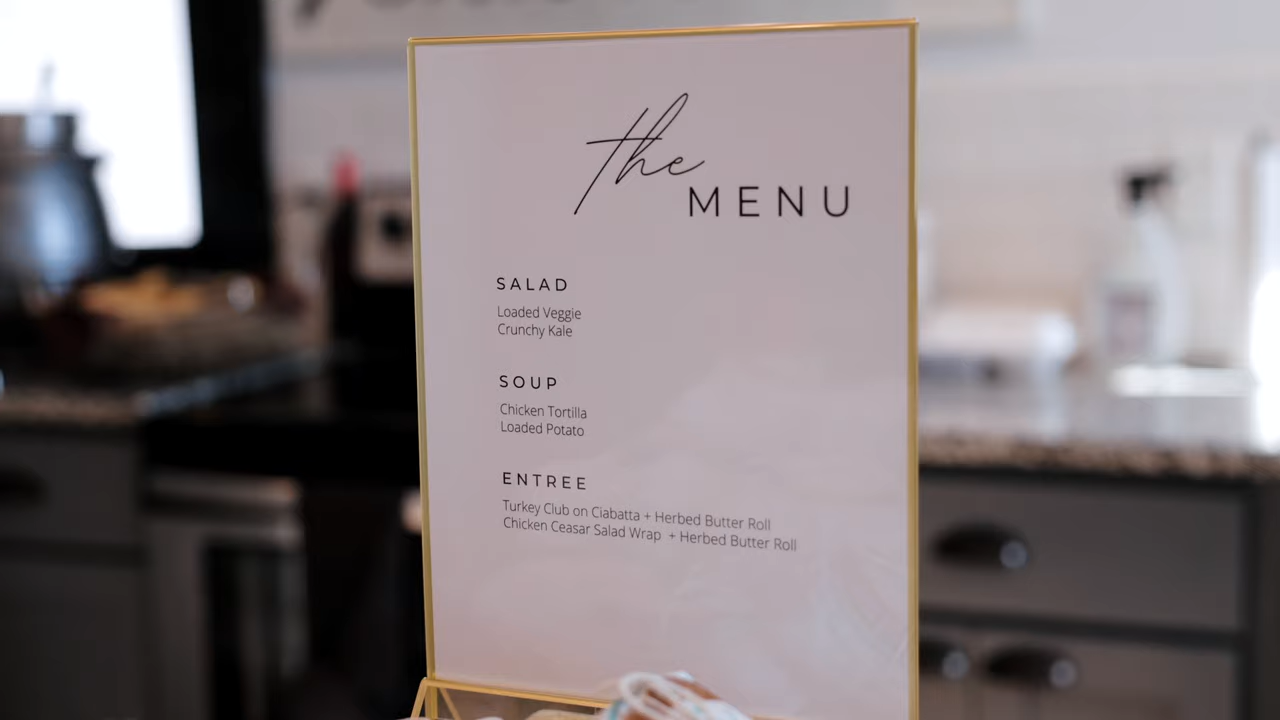 the
MENU
SALAD
Loaded Veggie
Crunchy Kale
SOUP
Chicken Tortilla
Loaded Potato
ENTREE
Turkey Club on Ciabatta + Herbed Butter Roll
Chicken Ceasar Salad Wrap + Herbed Butter Roll